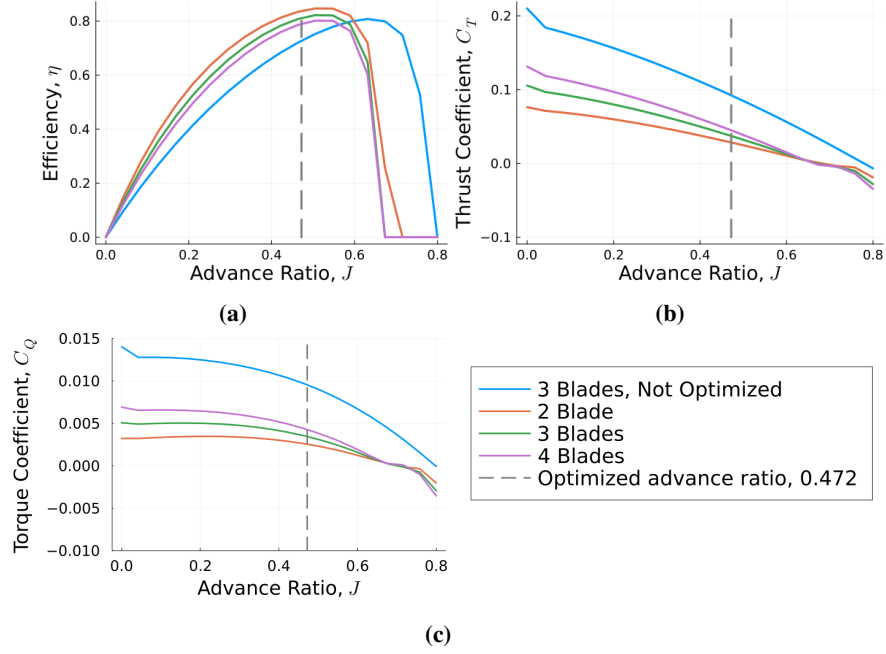 Efficiency, η
0.8
0.6
0.4
0.2
0.0
0.0 0.2 0.4 0.6 0.8
Advance Ratio, J
(a)
Thrust Coefficient, C_T
0.2
0.1
0.0
−0.1
0.0 0.2 0.4 0.6 0.8
Advance Ratio, J
(b)
Torque Coefficient, C_Q
0.015
0.010
0.005
0.000
−0.005
−0.010
0.0 0.2 0.4 0.6 0.8
Advance Ratio, J
(c)
3 Blades, Not Optimized
2 Blade
3 Blades
4 Blades
Optimized advance ratio, 0.472